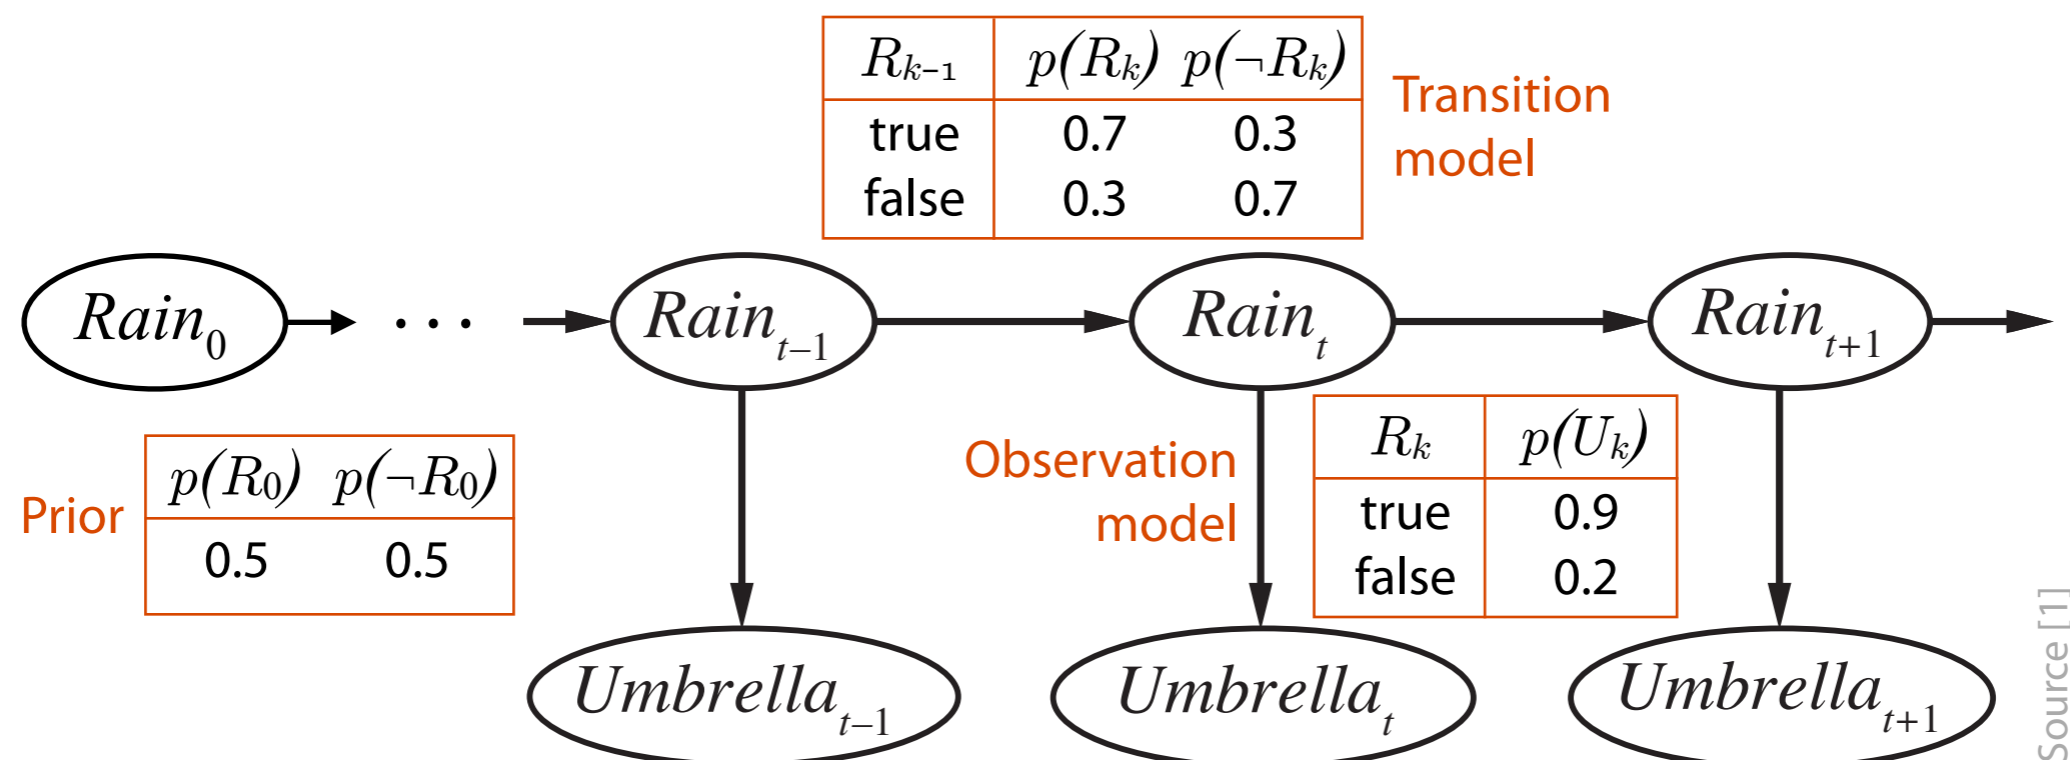 R_{k-1} p(R_k) p(¬R_k)
true 0.7 0.3
false 0.3 0.7
Transition
model
Rain_0 · · · Rain_{t–1} Rain_t Rain_{t+1}
Prior
p(R_0) p(¬R_0)
0.5 0.5
Observation
model
R_k p(U_k)
true 0.9
false 0.2
Umbrella_{t–1} Umbrella_t Umbrella_{t+1}
Source [1]